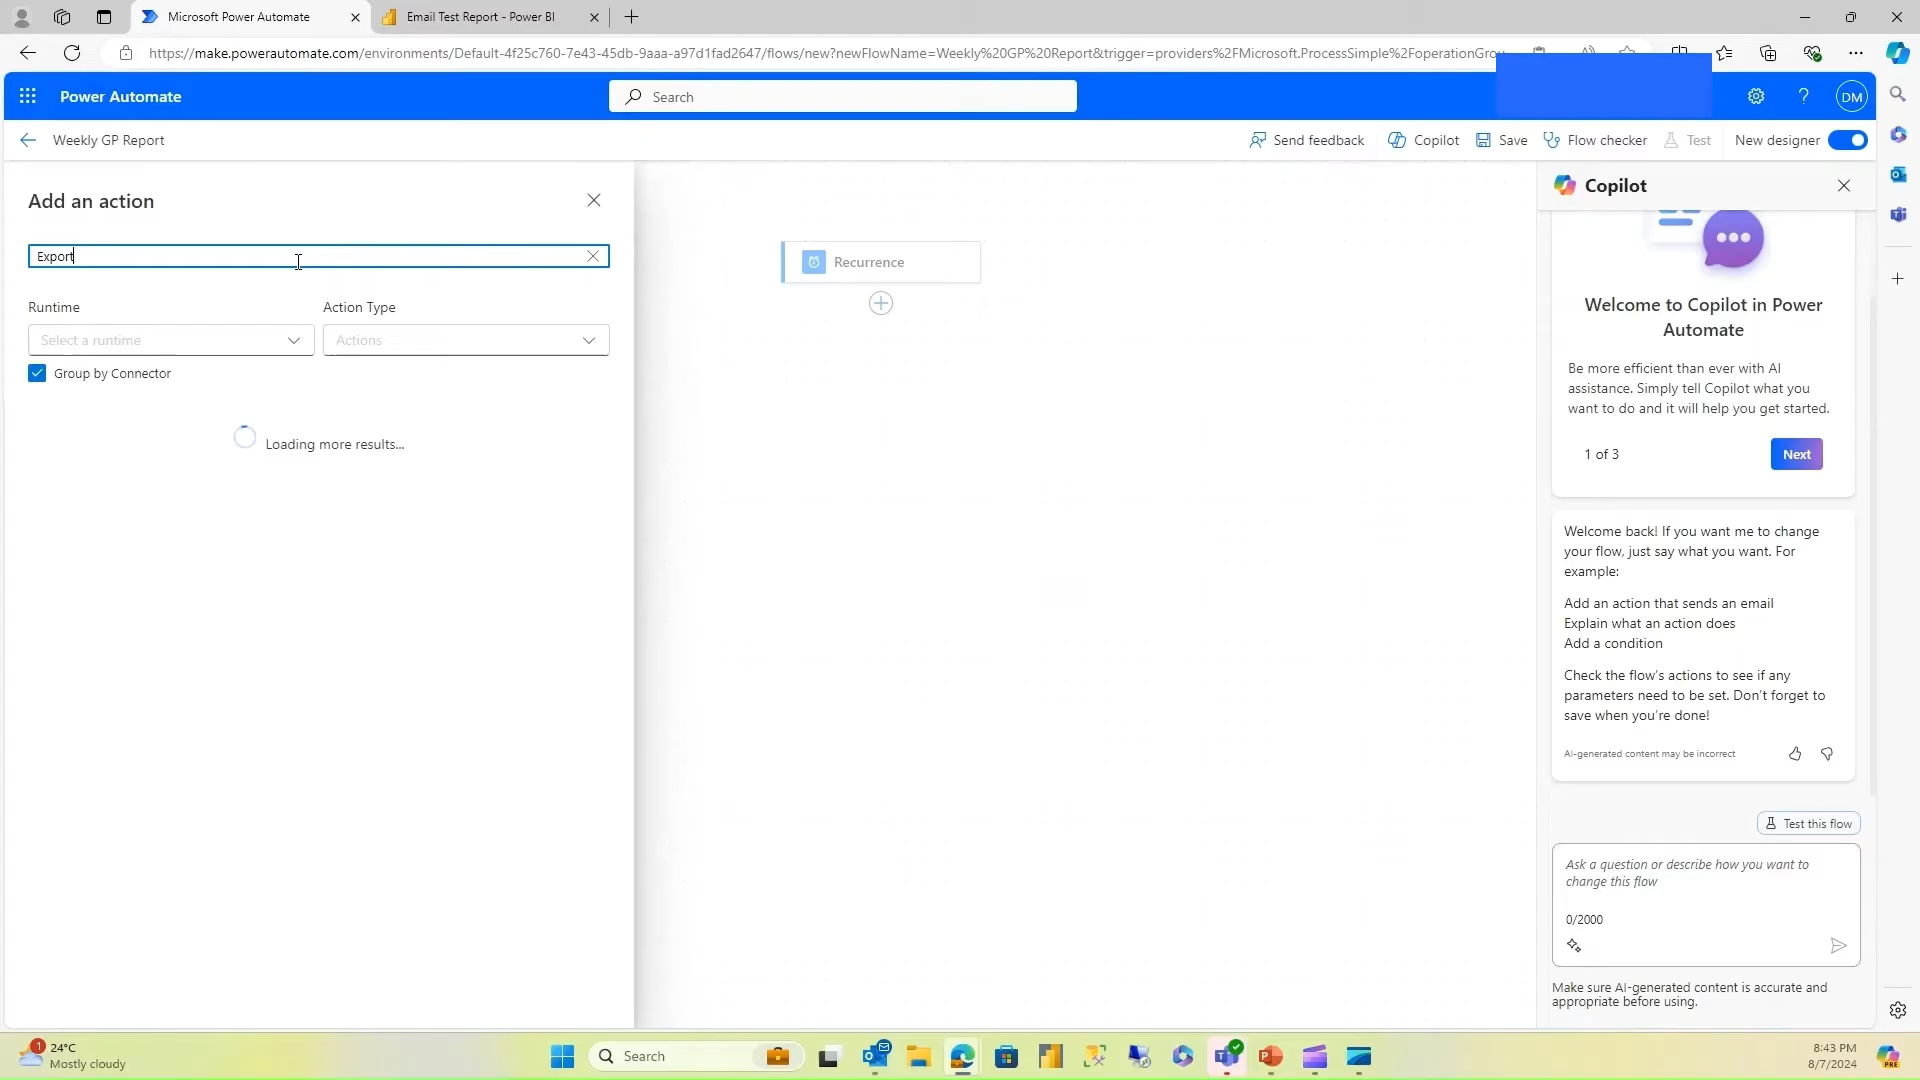 Microsoft Power Automate
Email Test Report - Power BI
https://make.powerautomate.com/environments/Default-4f25c760-7e43-45db-9aaa-a97d1fad2647/flows/new?newFlowName=Weekly%20GP%20Report&trigger=providers%2FMicrosoft.ProcessSimple%2FoperationGrou
Power Automate
Search
DM
Weekly GP Report
Send feedback
Copilot
Save
Flow checker
Test
New designer
Add an action
Export
Runtime
Action Type
Select a runtime
Actions
Group by Connector
Loading more results...
Recurrence
Copilot
Welcome to Copilot in Power
Automate
Be more efficient than ever with AI
assistance. Simply tell Copilot what you
want to do and it will help you get started.
1 of 3
Next
Welcome back! If you want me to change
your flow, just say what you want. For
example:
Add an action that sends an email
Explain what an action does
Add a condition
Check the flow's actions to see if any
parameters need to be set. Don't forget to
save when you're done!
AI-generated content may be incorrect
Test this flow
Ask a question or describe how you want to
change this flow
0/2000
Make sure AI-generated content is accurate and
appropriate before using.
1
24°C
Mostly cloudy
Search
8:43 PM
8/7/2024
PRE